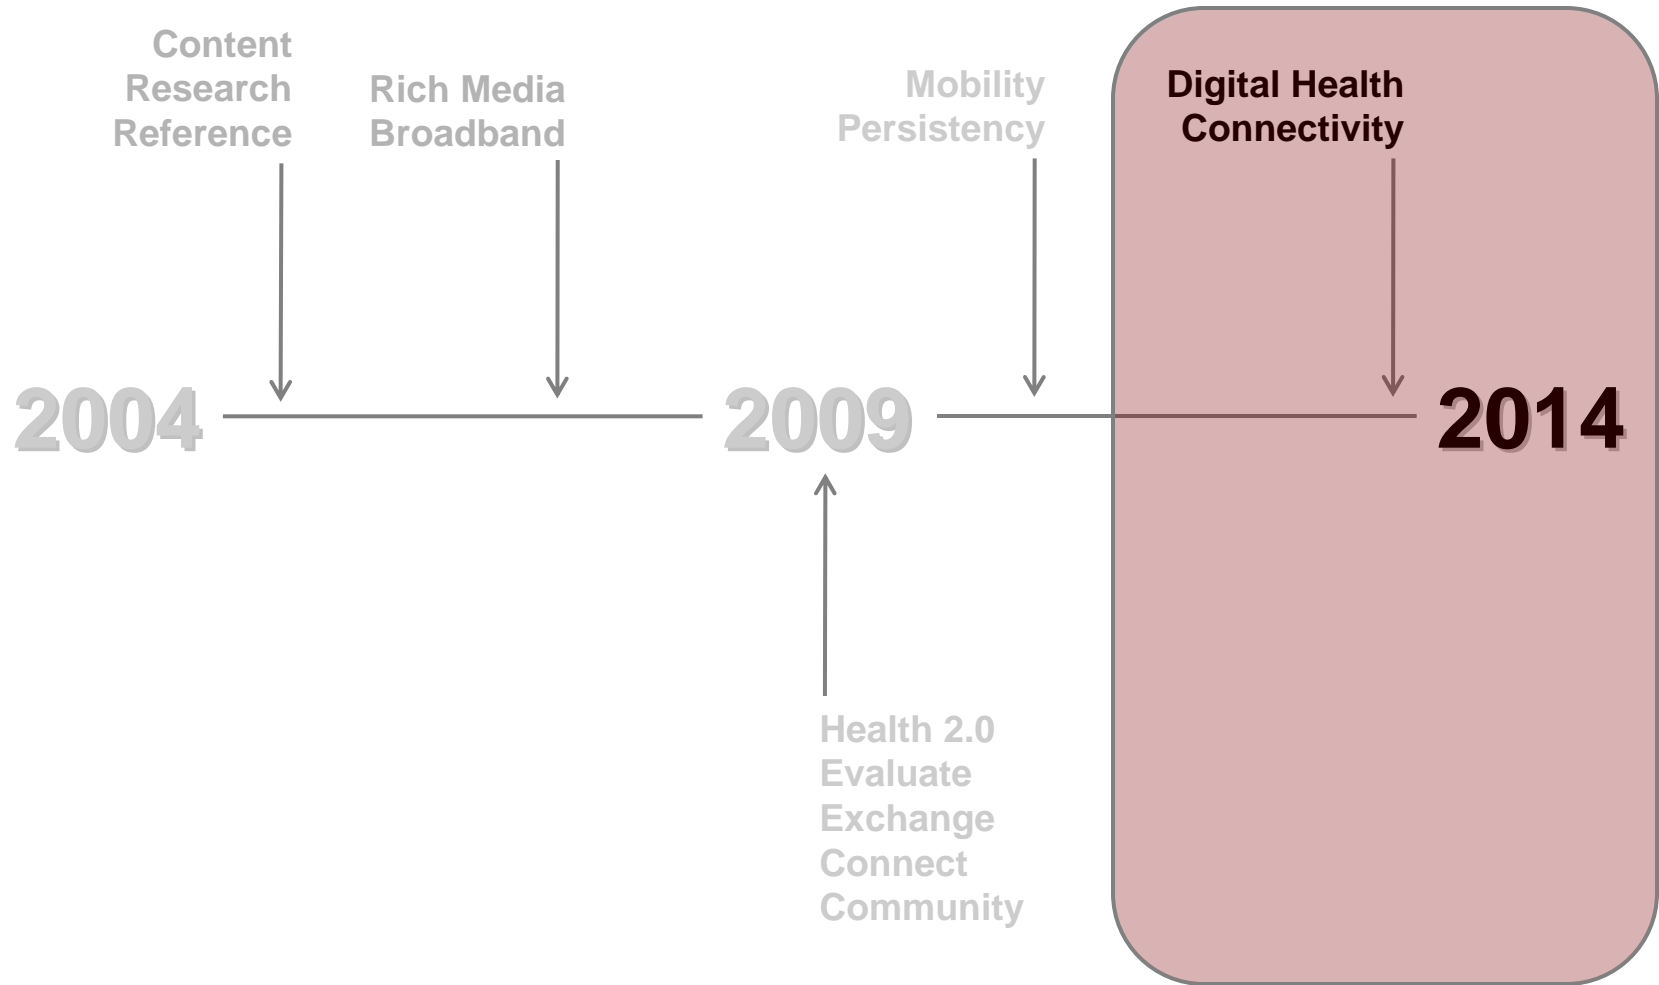 Content
Research
Reference
Rich Media
Broadband
Mobility
Persistency
Digital Health
Connectivity
2004
2009
2014
Health 2.0
Evaluate
Exchange
Connect
Community